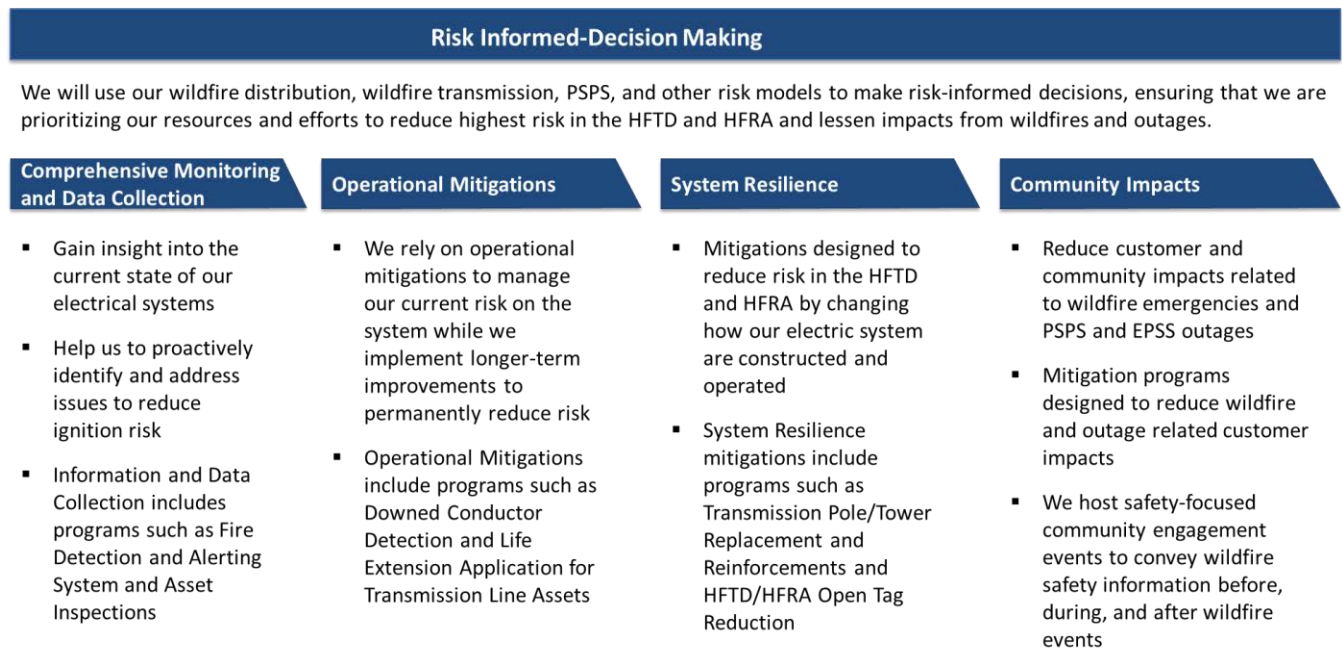 Risk Informed-Decision Making
We will use our wildfire distribution, wildfire transmission, PSPS, and other risk models to make risk-informed decisions, ensuring that we are
prioritizing our resources and efforts to reduce highest risk in the HFTD and HFRA and lessen impacts from wildfires and outages.
Comprehensive Monitoring
and Data Collection
▪ Gain insight into the
current state of our
electrical systems
▪ Help us to proactively
identify and address
issues to reduce
ignition risk
▪ Information and Data
Collection includes
programs such as Fire
Detection and Alerting
System and Asset
Inspections
Operational Mitigations
▪ We rely on operational
mitigations to manage
our current risk on the
system while we
implement longer-term
improvements to
permanently reduce risk
▪ Operational Mitigations
include programs such as
Downed Conductor
Detection and Life
Extension Application for
Transmission Line Assets
System Resilience
▪ Mitigations designed to
reduce risk in the HFTD
and HFRA by changing
how our electric system
are constructed and
operated
▪ System Resilience
mitigations include
programs such as
Transmission Pole/Tower
Replacement and
Reinforcements and
HFTD/HFRA Open Tag
Reduction
Community Impacts
▪ Reduce customer and
community impacts related
to wildfire emergencies and
PSPS and EPSS outages
▪ Mitigation programs
designed to reduce wildfire
and outage related customer
impacts
▪ We host safety-focused
community engagement
events to convey wildfire
safety information before,
during, and after wildfire
events